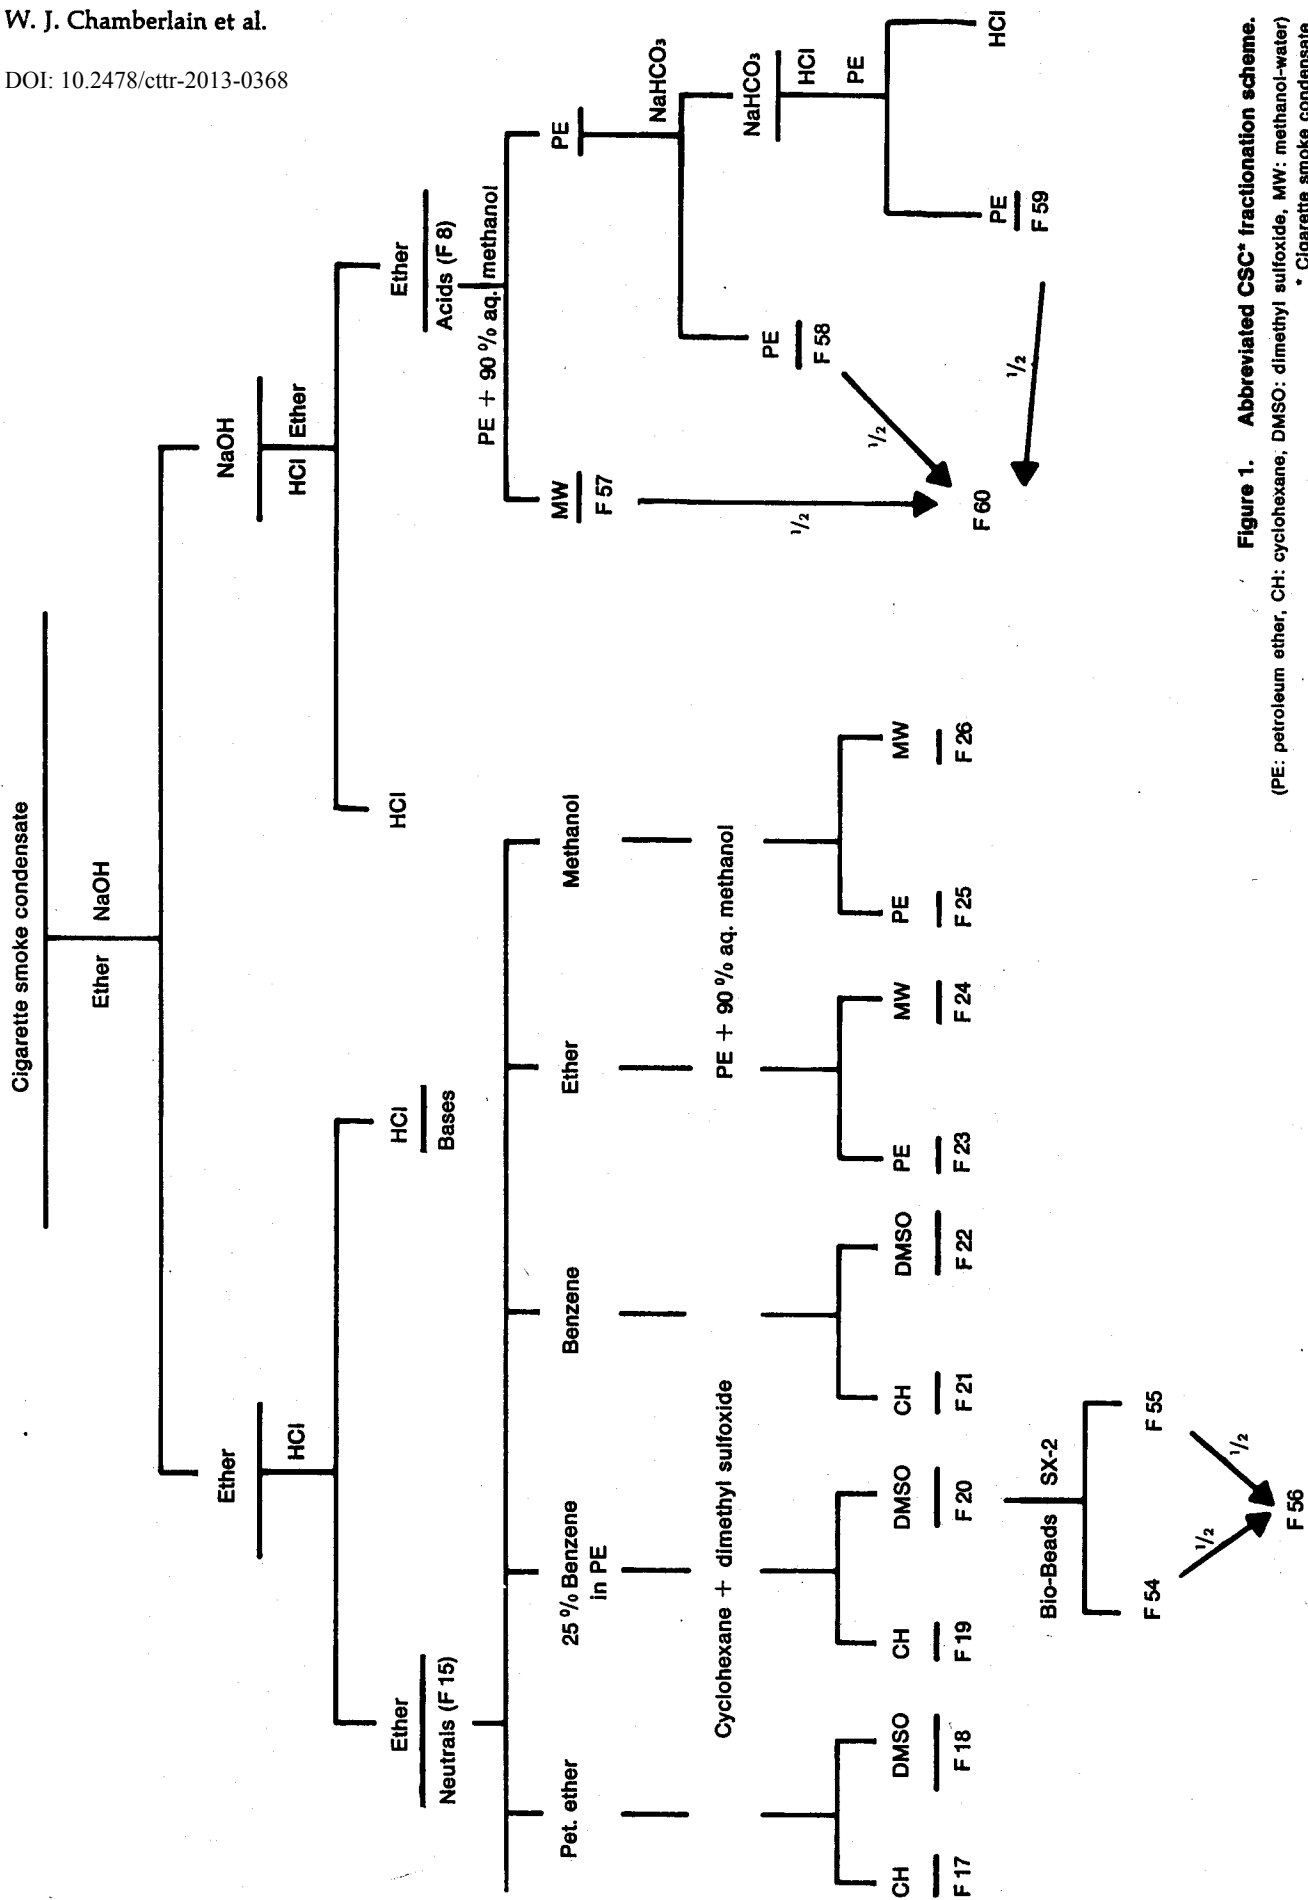 W. J. Chamberlain et al.
DOI: 10.2478/cttr-2013-0368
Cigarette smoke condensate
Ether
NaOH
Ether
NaOH
HCl
HCl
Ether
Ether
Neutrals (F 15)
HCl
Bases
HCl
Ether
Acids (F 8)
PE + 90 % aq. methanol
Pet. ether
25 % Benzene
in PE
Benzene
Ether
Methanol
MW
F 57
PE
NaHCO₃
Cyclohexane + dimethyl sulfoxide
PE + 90 % aq. methanol
PE
F 58
NaHCO₃
HCl
PE
CH
F 17
DMSO
F 18
CH
F 19
DMSO
F 20
CH
F 21
DMSO
F 22
PE
F 23
MW
F 24
PE
F 25
MW
F 26
PE
F 59
HCl
1/2
1/2
1/2
F 60
Bio-Beads SX-2
F 54
F 55
1/2
1/2
F 56
Figure 1. Abbreviated CSC* fractionation scheme.
(PE: petroleum ether, CH: cyclohexane, DMSO: dimethyl sulfoxide, MW: methanol-water)
* Cigarette smoke condensate